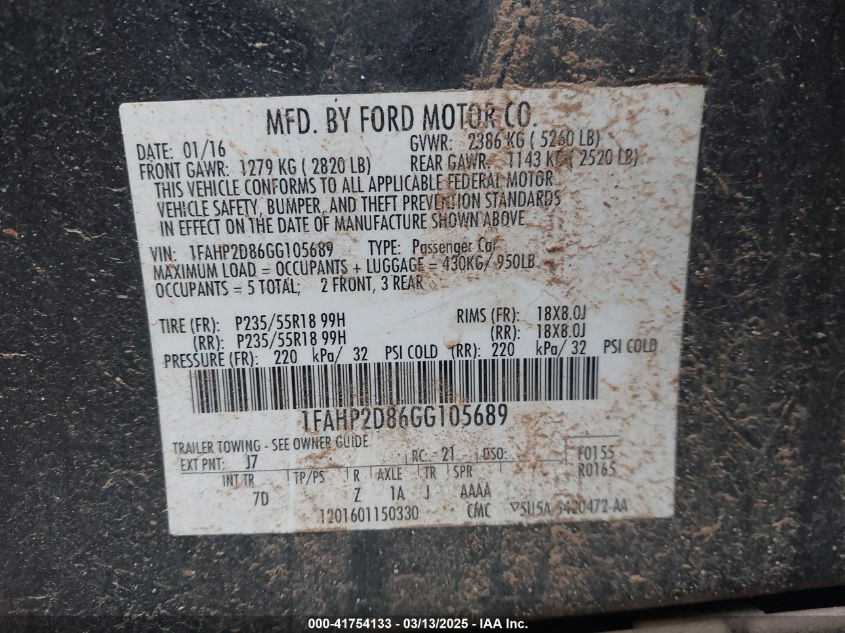 MFD. BY FORD MOTOR CO.
DATE: 01/16 GVWR: 2386 KG ( 5260 LB)
FRONT GAWR: 1279 KG ( 2820 LB) REAR GAWR: 1143 KG ( 2520 LB)
THIS VEHICLE CONFORMS TO ALL APPLICABLE FEDERAL MOTOR
VEHICLE SAFETY, BUMPER, AND THEFT PREVENTION STANDARDS
IN EFFECT ON THE DATE OF MANUFACTURE SHOWN ABOVE
VIN: 1FAHP2D86GG105689 TYPE: Passenger Car
MAXIMUM LOAD = OCCUPANTS + LUGGAGE = 430KG/ 950LB
OCCUPANTS = 5 TOTAL; 2 FRONT, 3 REAR
TIRE (FR): P235/55R18 99H RIMS (FR): 18X8.0J
(RR): P235/55R18 99H (RR): 18X8.0J
PRESSURE (FR): 220 kPa/ 32 PSI COLD (RR): 220 kPa/ 32 PSI COLD
1FAHP2D86GG105689
TRAILER TOWING - SEE OWNER GUIDE
EXT PNT: J7 RC: 21 DSO: F0155
R0165
INT TR TP/PS R AXLE TR SPR
7D Z 1A J AAAA
1201601150330 CMC 5U5A 5420472-AA
000-41754133 - 03/13/2025 - IAA Inc.